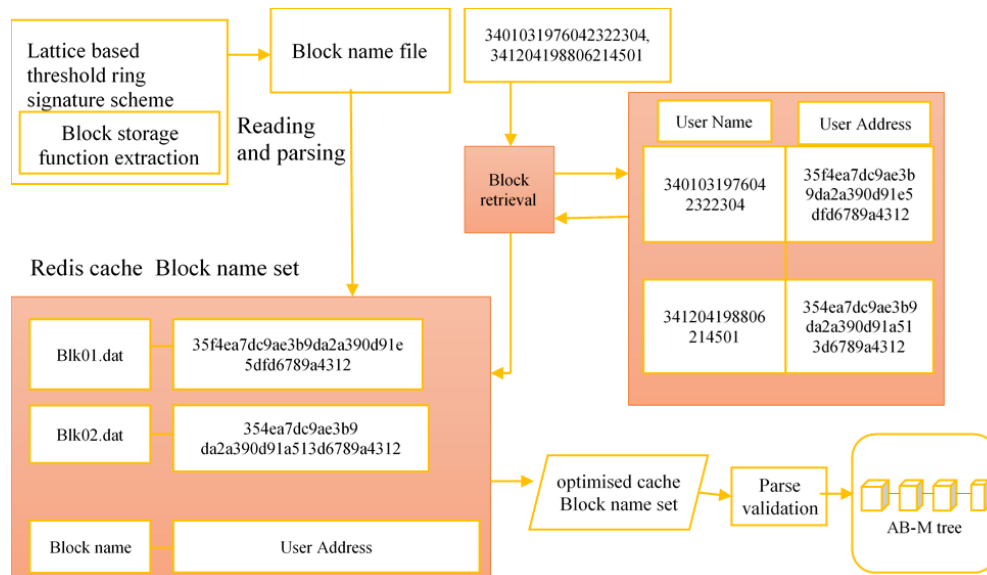 Lattice based
threshold ring
signature scheme
Block storage
function extraction
Block name file
Reading
and parsing
3401031976042322304,
341204198806214501
Block
retrieval
User Name
User Address
340103197604
2322304
35f4ea7dc9ae3b
9da2a390d91e5
dfd6789a4312
341204198806
214501
354ea7dc9ae3b9
da2a390d91a51
3d6789a4312
Redis cache Block name set
Blk01.dat
35f4ea7dc9ae3b9da2a390d91e
5dfd6789a4312
Blk02.dat
354ea7dc9ae3b9
da2a390d91a513d6789a4312
Block name
User Address
optimised cache
Block name set
Parse
validation
AB-M tree